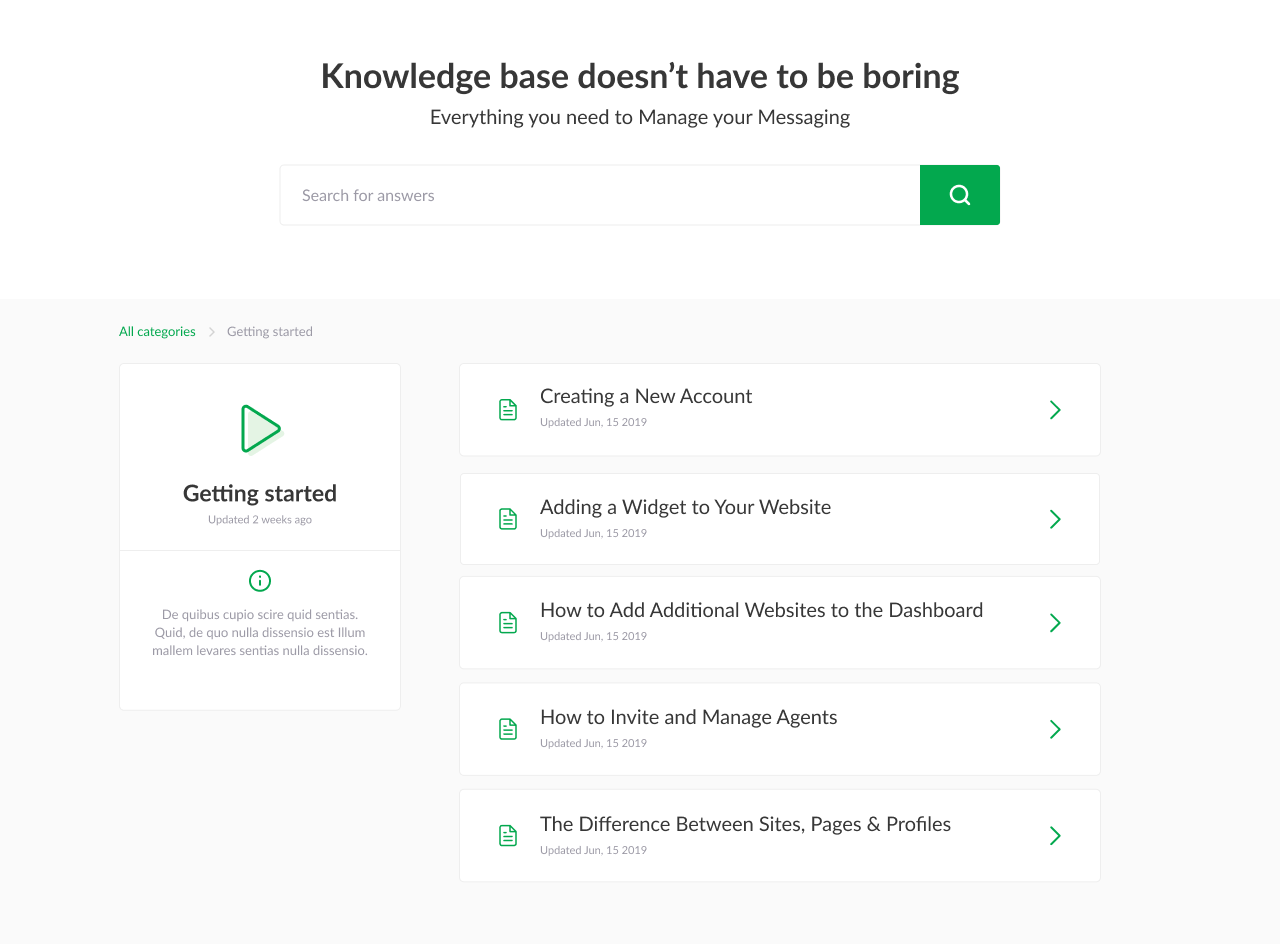 Knowledge base doesn’t have to be boring
Everything you need to Manage your Messaging
Search for answers
All categories
Getting started
Getting started
Updated 2 weeks ago
De quibus cupio scire quid sentias.
Quid, de quo nulla dissensio est Illum
mallem levares sentias nulla dissensio.
Creating a New Account
Updated Jun, 15 2019
Adding a Widget to Your Website
Updated Jun, 15 2019
How to Add Additional Websites to the Dashboard
Updated Jun, 15 2019
How to Invite and Manage Agents
Updated Jun, 15 2019
The Difference Between Sites, Pages & Profiles
Updated Jun, 15 2019